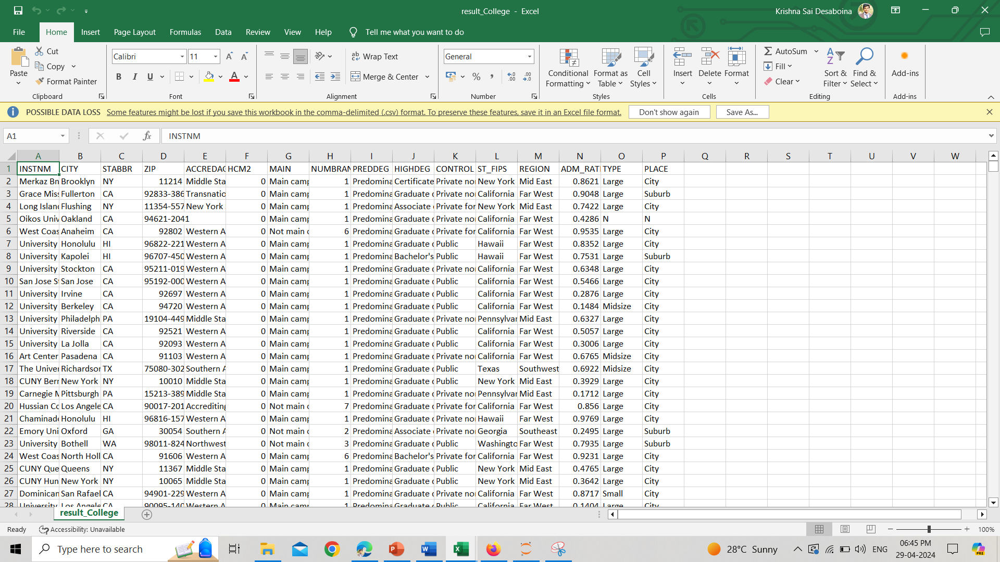 result_College - Excel
Krishna Sai Desaboina
File Home Insert Page Layout Formulas Data Review View Help Tell me what you want to do
Cut
Copy
Format Painter
Paste
Clipboard
Calibri 11
B I U
Font
Wrap Text
Merge & Center
Alignment
General
Number
Conditional Formatting
Format as Table
Cell Styles
Styles
Insert Delete Format
Cells
AutoSum
Fill
Clear
Sort & Filter
Find & Select
Editing
Add-ins
Add-ins
POSSIBLE DATA LOSS Some features might be lost if you save this workbook in the comma-delimited (.csv) format. To preserve these features, save it in an Excel file format. Don't show again Save As...
A1 fx INSTNM
A B C D E F G H I J K L M N O P Q R S T U V W
1 INSTNM CITY STABBR ZIP ACCREDAG HCM2 MAIN NUMBRAN PREDDEG HIGHDEG CONTROL ST_FIPS REGION ADM_RAT TYPE PLACE
2 Merkaz Bn Brooklyn NY 11214 Middle Sta 0 Main camp 1 Predomina Certificate Private non New York Mid East 0.8621 Large City
3 Grace Miss Fullerton CA 92833-386 Transnatio 0 Main camp 1 Predomina Graduate d Private non California Far West 0.9048 Large Suburb
4 Long Island Flushing NY 11354-557 New York 0 Main camp 1 Predomina Associate d Private for New York Mid East 0.7422 Large City
5 Oikos Univ Oakland CA 94621-2041 0 Main camp 1 Predomina Graduate d Private non California Far West 0.4286 N N
6 West Coas Anaheim CA 92802 Western A 0 Not main c 6 Predomina Graduate d Private for California Far West 0.9535 Large City
7 University Honolulu HI 96822-221 Western A 0 Main camp 1 Predomina Graduate d Public Hawaii Far West 0.8352 Large City
8 University Kapolei HI 96707-450 Western A 0 Main camp 1 Predomina Bachelor's Public Hawaii Far West 0.7531 Large Suburb
9 University Stockton CA 95211-019 Western A 0 Main camp 1 Predomina Graduate d Private non California Far West 0.6348 Large City
10 San Jose St San Jose CA 95192-000 Western A 0 Main camp 1 Predomina Graduate d Public California Far West 0.5466 Large City
11 University Irvine CA 92697 Western A 0 Main camp 1 Predomina Graduate d Public California Far West 0.2876 Large City
12 University Berkeley CA 94720 Western A 0 Main camp 1 Predomina Graduate d Public California Far West 0.1484 Midsize City
13 University Philadelph PA 19104-449 Middle Sta 0 Main camp 1 Predomina Graduate d Private non Pennsylvan Mid East 0.6327 Large City
14 University Riverside CA 92521 Western A 0 Main camp 1 Predomina Graduate d Public California Far West 0.5057 Large City
15 University La Jolla CA 92093 Western A 0 Main camp 1 Predomina Graduate d Public California Far West 0.3006 Large City
16 Art Center Pasadena CA 91103 Western A 0 Main camp 1 Predomina Graduate d Private non California Far West 0.6765 Midsize City
17 The Univer Richardson TX 75080-302 Southern A 0 Main camp 1 Predomina Graduate d Public Texas Southwest 0.6922 Midsize City
18 CUNY Bern New York NY 10010 Middle Sta 0 Main camp 1 Predomina Graduate d Public New York Mid East 0.3929 Large City
19 Carnegie M Pittsburgh PA 15213-389 Middle Sta 0 Main camp 1 Predomina Graduate d Private non Pennsylvan Mid East 0.1712 Large City
20 Hussian Co Los Angele CA 90017-201 Accrediting 0 Not main c 7 Predomina Graduate d Private for California Far West 0.856 Large City
21 Chaminade Honolulu HI 96816-157 Western A 0 Main camp 1 Predomina Graduate d Private non Hawaii Far West 0.9769 Large City
22 Emory Uni Oxford GA 30054 Southern A 0 Not main c 2 Predomina Associate d Private non Georgia Southeast 0.2495 Large Suburb
23 University Bothell WA 98011-824 Northwest 0 Not main c 3 Predomina Graduate d Public Washingto Far West 0.7935 Large Suburb
24 West Coas North Holl CA 91606 Western A 0 Main camp 6 Predomina Bachelor's Private for California Far West 0.9231 Large City
25 CUNY Que Queens NY 11367 Middle Sta 0 Main camp 1 Predomina Graduate d Public New York Mid East 0.4765 Large City
26 CUNY Hun New York NY 10065 Middle Sta 0 Main camp 1 Predomina Graduate d Public New York Mid East 0.3642 Large City
27 Dominican San Rafael CA 94901-229 Western A 0 Main camp 1 Predomina Graduate d Private non California Far West 0.8717 Small City
28 University Los Angele CA 90095-140 Western A 0 Main camp 1 Predomina Graduate d Public California Far West 0.1404 Large City
result_College
Ready Accessibility: Unavailable 100%
Type here to search
28°C Sunny ENG
06:45 PM
29-04-2024